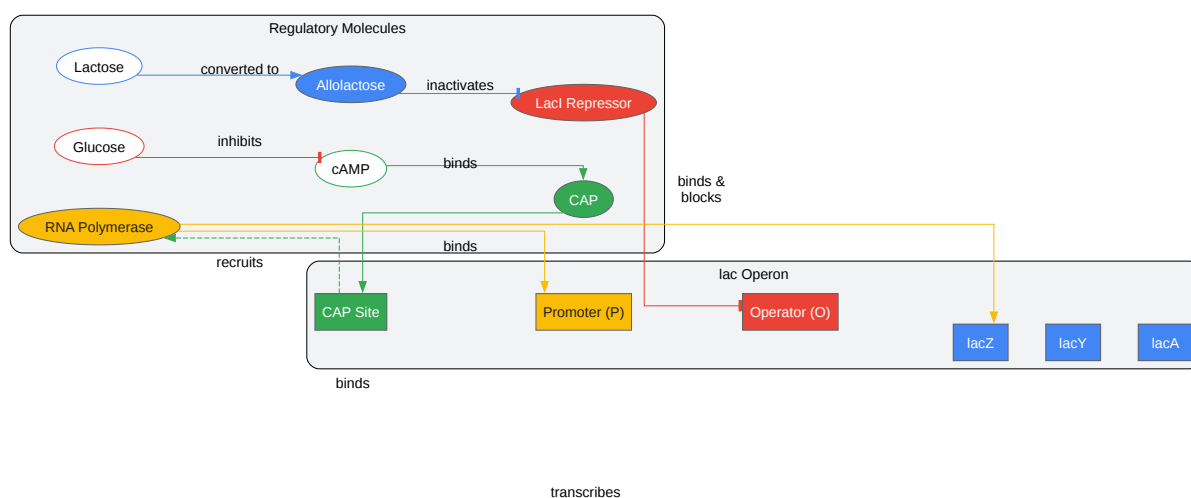 Regulatory Molecules
Lactose
converted to
Allolactose
inactivates
LacI Repressor
Glucose
inhibits
cAMP
binds
CAP
binds &
blocks
RNA Polymerase
binds
recruits
lac Operon
CAP Site
Promoter (P)
Operator (O)
lacZ
lacY
lacA
binds
transcribes